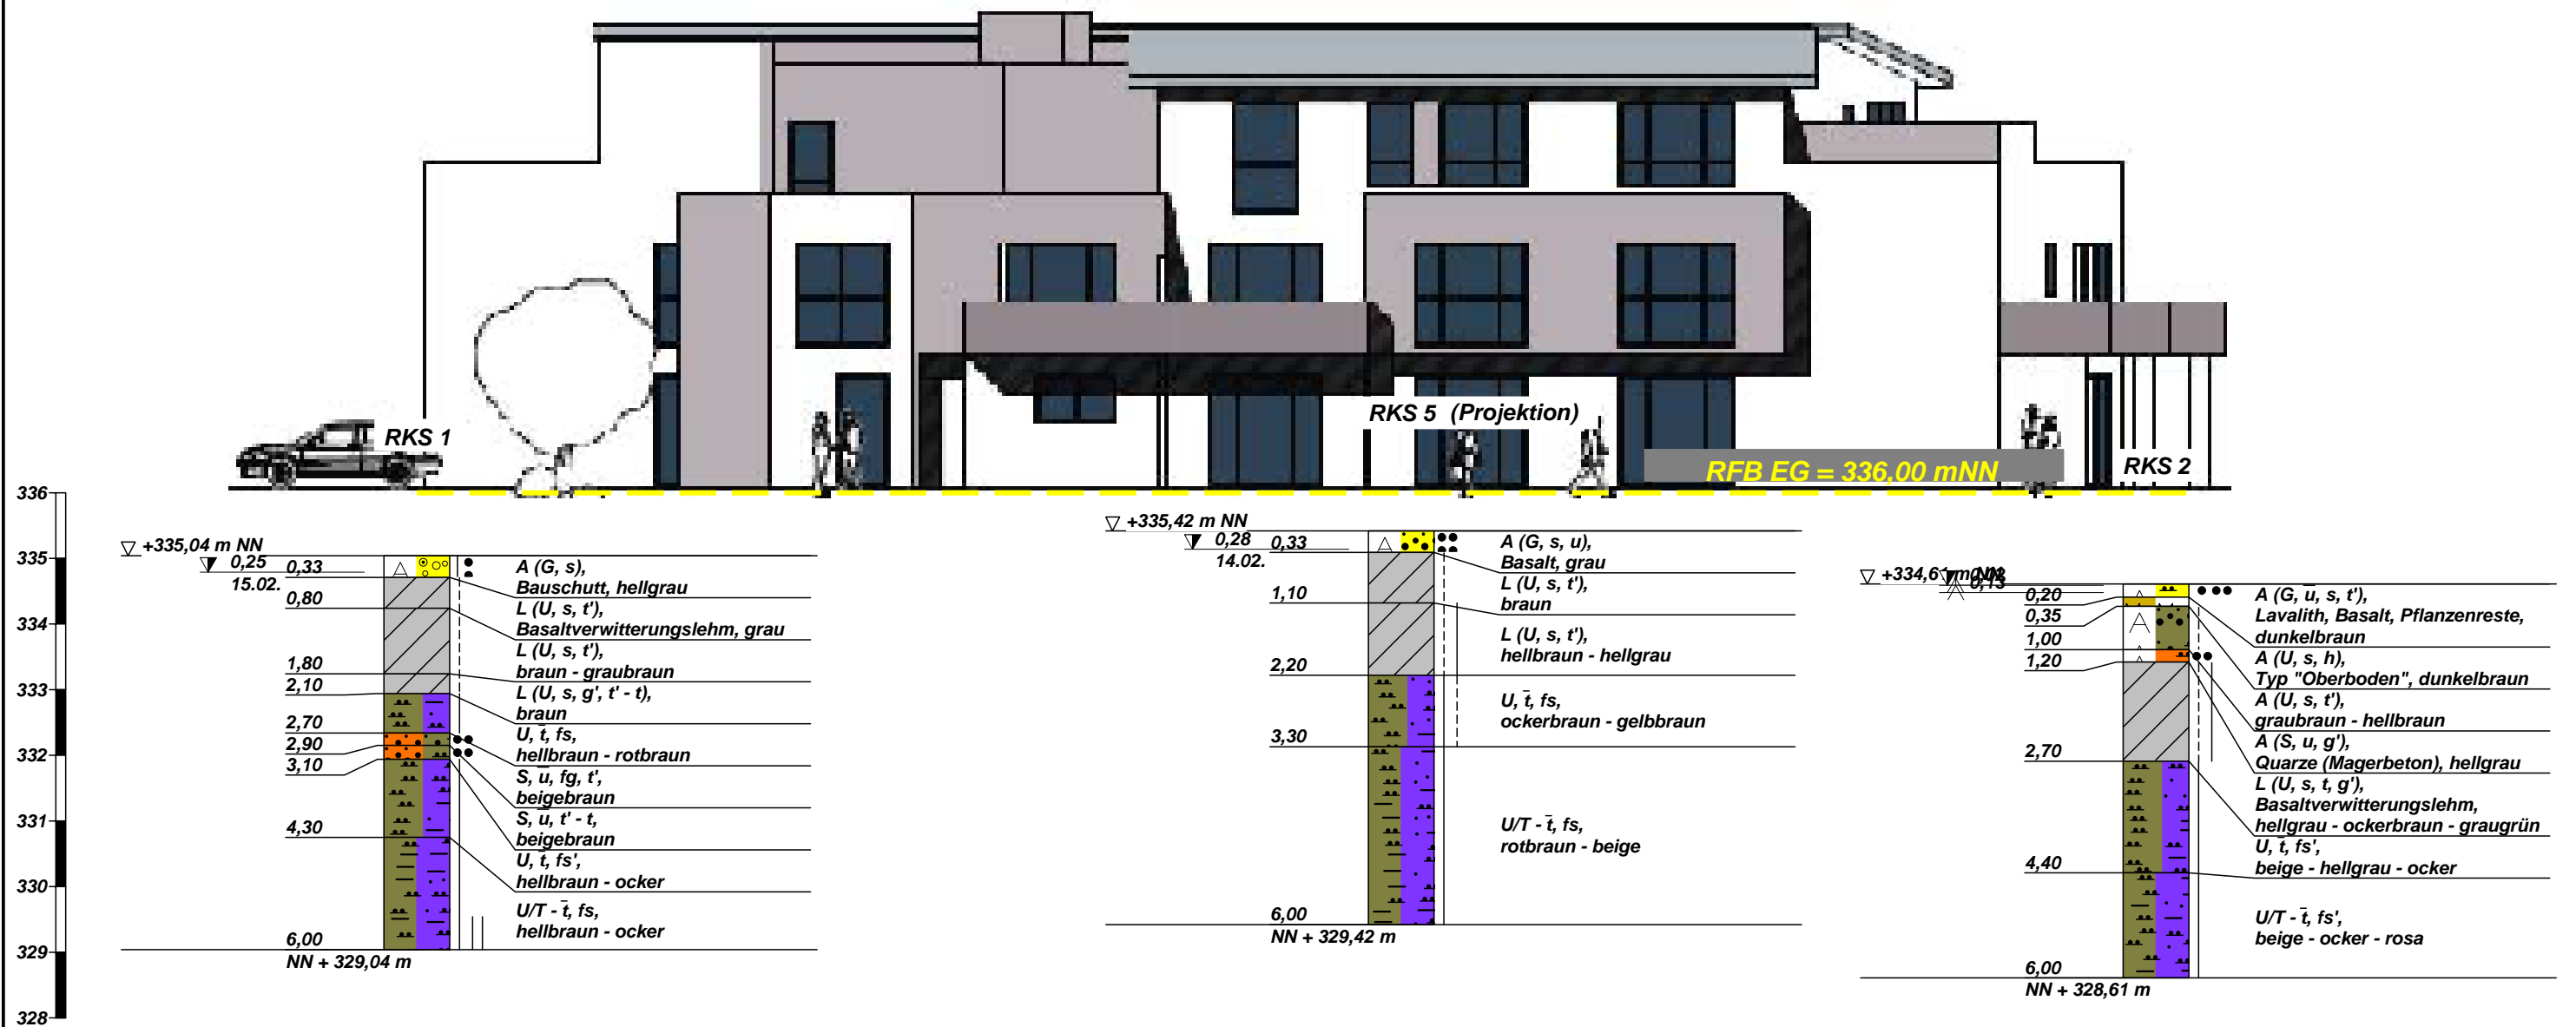 RKS 1
RKS 5 (Projektion)
RFB EG = 336,00 mNN
RKS 2
336
335
334
333
332
331
330
329
328
+335,04 m NN
0,25
15.02.
0,33
0,80
1,80
2,10
2,70
2,90
3,10
4,30
6,00
NN + 329,04 m
A (G, s),
Bauschutt, hellgrau
L (U, s, t'),
Basaltverwitterungslehm, grau
L (U, s, t'),
braun - graubraun
L (U, s, g', t' - t),
braun
U, t̄, fs,
hellbraun - rotbraun
S, ū, fg, t',
beigebraun
S, ū, t' - t,
beigebraun
U, t̄, fs',
hellbraun - ocker
U/T - t̄, fs,
hellbraun - ocker
+335,42 m NN
0,28
14.02.
0,33
1,10
2,20
3,30
6,00
NN + 329,42 m
A (G, s, u),
Basalt, grau
L (U, s, t'),
braun
L (U, s, t'),
hellbraun - hellgrau
U, t̄, fs,
ockerbraun - gelbbraun
U/T - t̄, fs,
rotbraun - beige
+334,61 m NN
0,13
0,20
0,35
1,00
1,20
2,70
4,40
6,00
NN + 328,61 m
A (G, ū, s, t'),
Lavalith, Basalt, Pflanzenreste,
dunkelbraun
A (U, s, h),
Typ "Oberboden", dunkelbraun
A (U, s, t'),
graubraun - hellbraun
A (S, u, g'),
Quarze (Magerbeton), hellgrau
L (U, s, t, g'),
Basaltverwitterungslehm,
hellgrau - ockerbraun - graugrün
U, t̄, fs',
beige - hellgrau - ocker
U/T - t̄, fs',
beige - ocker - rosa